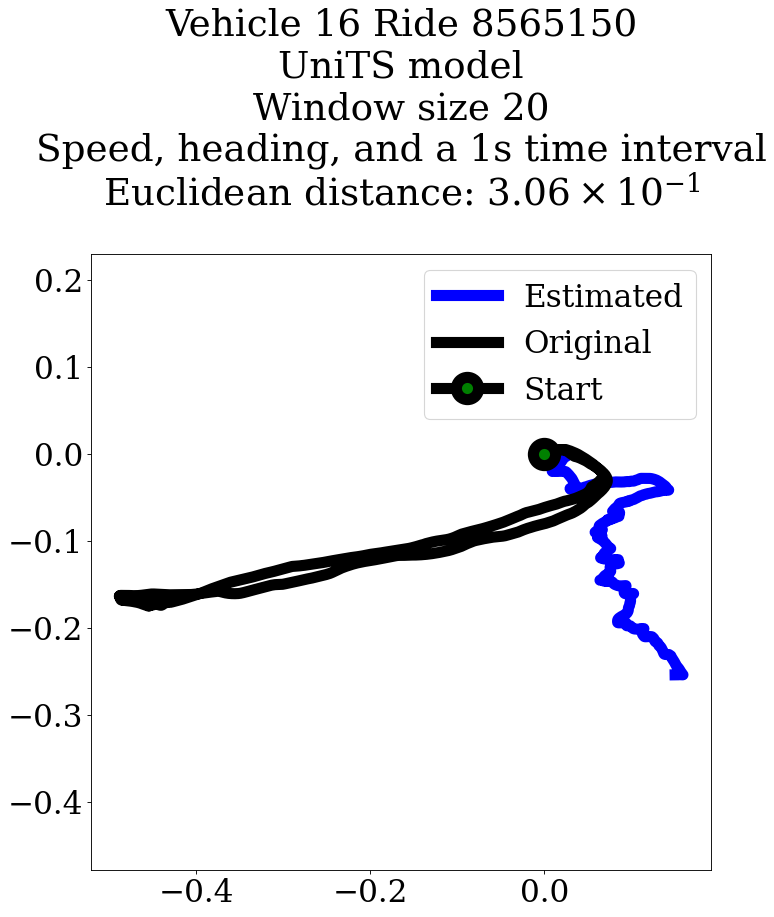 Vehicle 16 Ride 8565150
UniTS model
Window size 20
Speed, heading, and a 1s time interval
Euclidean distance: 3.06 × 10⁻¹
Estimated
Original
Start
0.2
0.1
0.0
−0.1
−0.2
−0.3
−0.4
−0.4 −0.2 0.0